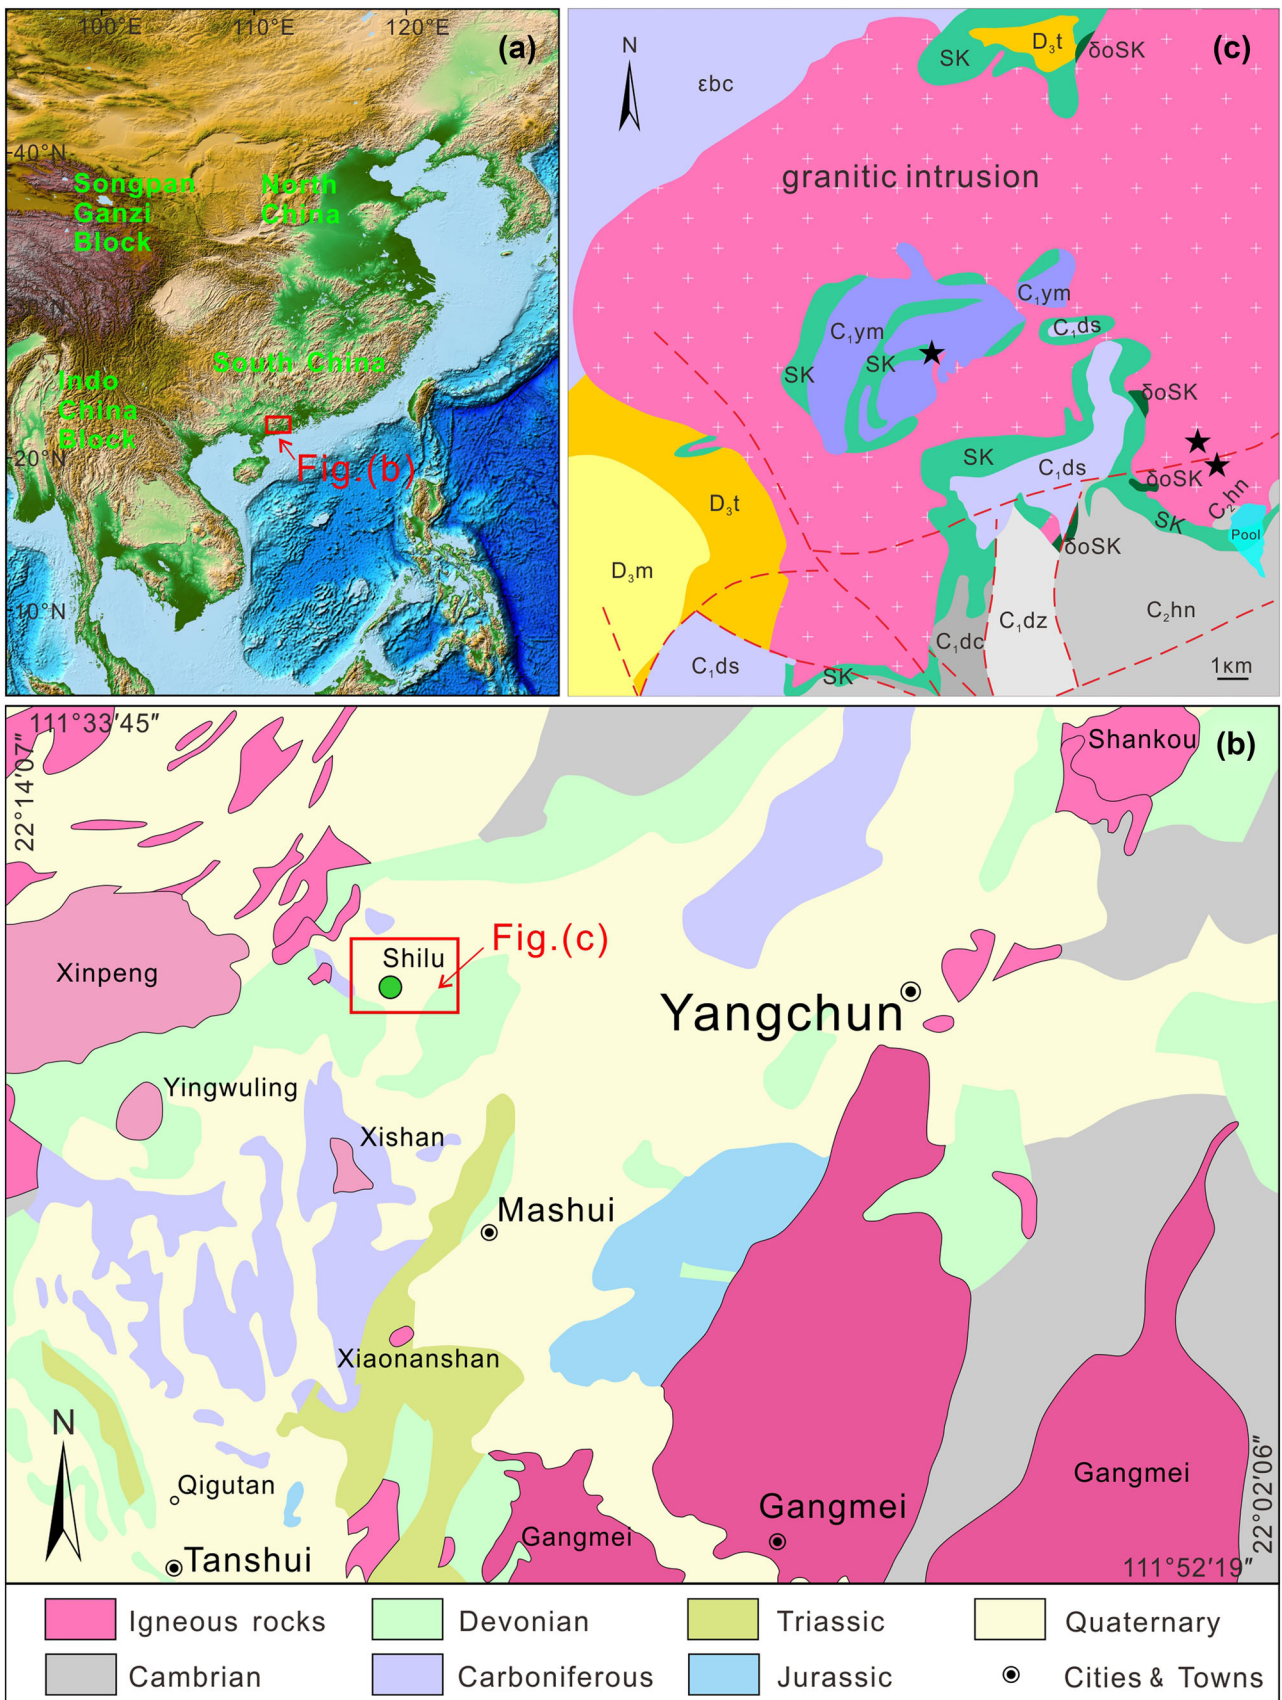 100°E
110°E
120°E
(a)
40°N
Songpan
Ganzi
Block
North
China
South China
Indo
China
Block
20°N
Fig.(b)
10°N
N
(c)
εbc
SK
D₃t
δoSK
granitic intrusion
C₁ym
C₁ym
C₁ds
SK
SK
δoSK
SK
C₁ds
δoSK
C₂hn
SK
Pool
D₃t
δoSK
D₃m
C₁dz
C₂hn
C₁dc
C₁ds
SK
1κm
111°33′45″
22°14′07″
Shankou
(b)
Xinpeng
Shilu
Fig.(c)
Yangchun
Yingwuling
Xishan
Mashui
Xiaonanshan
N
Qigutan
Tanshui
Gangmei
Gangmei
Gangmei
22°02′06″
111°52′19″
Igneous rocks
Devonian
Triassic
Quaternary
Cambrian
Carboniferous
Jurassic
Cities & Towns